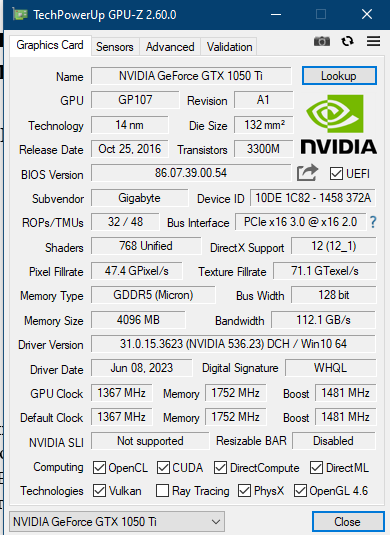 TechPowerUp GPU-Z 2.60.0
Graphics Card Sensors Advanced Validation
Name NVIDIA GeForce GTX 1050 Ti Lookup
GPU GP107 Revision A1
Technology 14 nm Die Size 132 mm²
Release Date Oct 25, 2016 Transistors 3300M
NVIDIA
BIOS Version 86.07.39.00.54 UEFI
Subvendor Gigabyte Device ID 10DE 1C82 - 1458 372A
ROPs/TMUs 32 / 48 Bus Interface PCIe x16 3.0 @ x16 2.0 ?
Shaders 768 Unified DirectX Support 12 (12_1)
Pixel Fillrate 47.4 GPixel/s Texture Fillrate 71.1 GTexel/s
Memory Type GDDR5 (Micron) Bus Width 128 bit
Memory Size 4096 MB Bandwidth 112.1 GB/s
Driver Version 31.0.15.3623 (NVIDIA 536.23) DCH / Win10 64
Driver Date Jun 08, 2023 Digital Signature WHQL
GPU Clock 1367 MHz Memory 1752 MHz Boost 1481 MHz
Default Clock 1367 MHz Memory 1752 MHz Boost 1481 MHz
NVIDIA SLI Not supported Resizable BAR Disabled
Computing OpenCL CUDA DirectCompute DirectML
Technologies Vulkan Ray Tracing PhysX OpenGL 4.6
NVIDIA GeForce GTX 1050 Ti Close